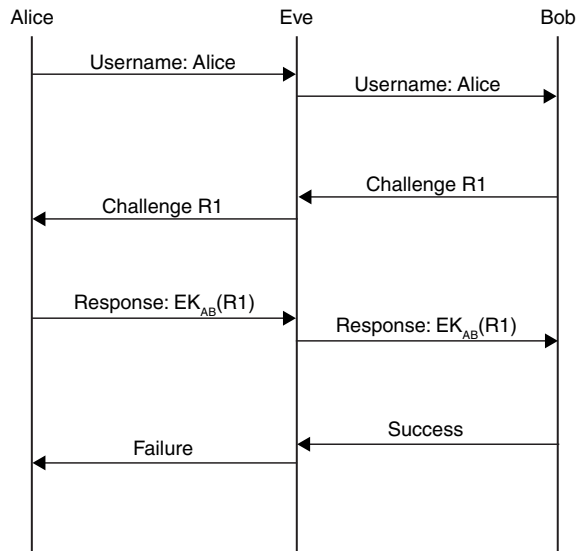 Alice Eve Bob
Username: Alice
Username: Alice
Challenge R1
Challenge R1
Response: EK_AB(R1)
Response: EK_AB(R1)
Success
Failure